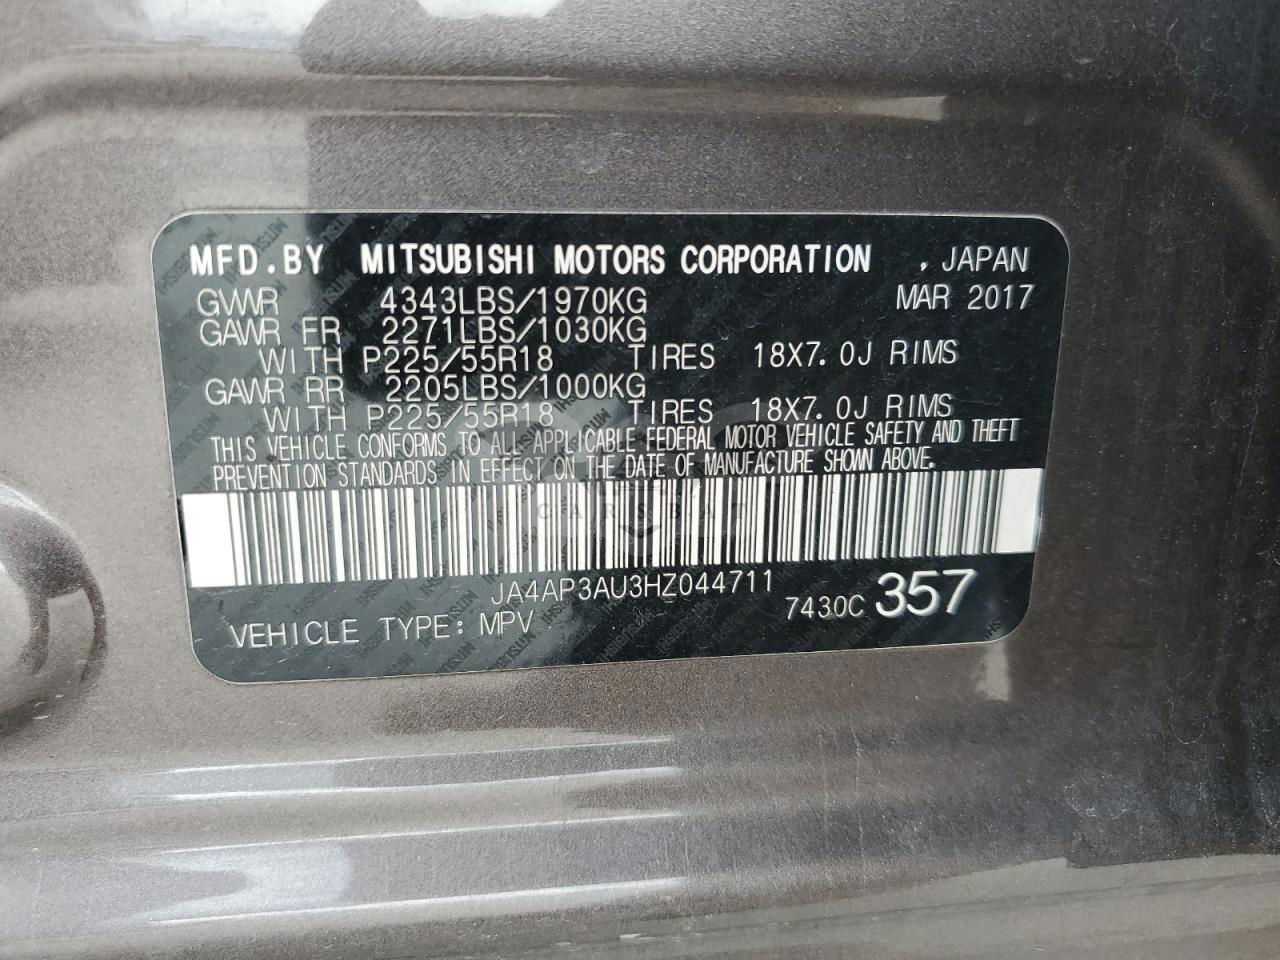 MFD.BY MITSUBISHI MOTORS CORPORATION , JAPAN
GVWR 4343LBS/1970KG MAR 2017
GAWR FR 2271LBS/1030KG
WITH P225/55R18 TIRES 18X7.0J RIMS
GAWR RR 2205LBS/1000KG
WITH P225/55R18 TIRES 18X7.0J RIMS
THIS VEHICLE CONFORMS TO ALL APPLICABLE FEDERAL MOTOR VEHICLE SAFETY AND THEFT
PREVENTION STANDARDS IN EFFECT ON THE DATE OF MANUFACTURE SHOWN ABOVE.
JA4AP3AU3HZ044711
7430C 357
VEHICLE TYPE: MPV